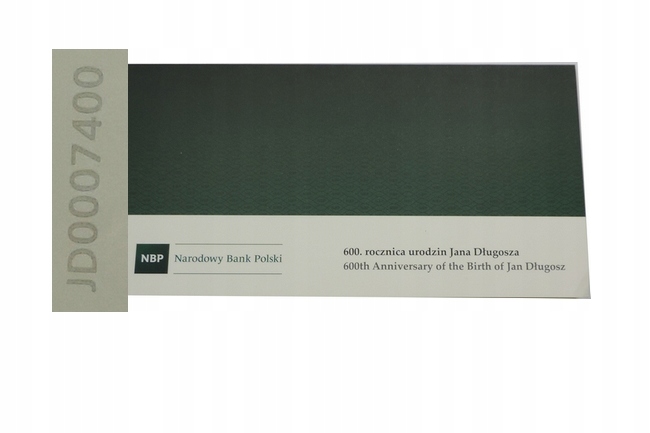 JD0007400
NBP
Narodowy Bank Polski
600. rocznica urodzin Jana Długosza
600th Anniversary of the Birth of Jan Długosz